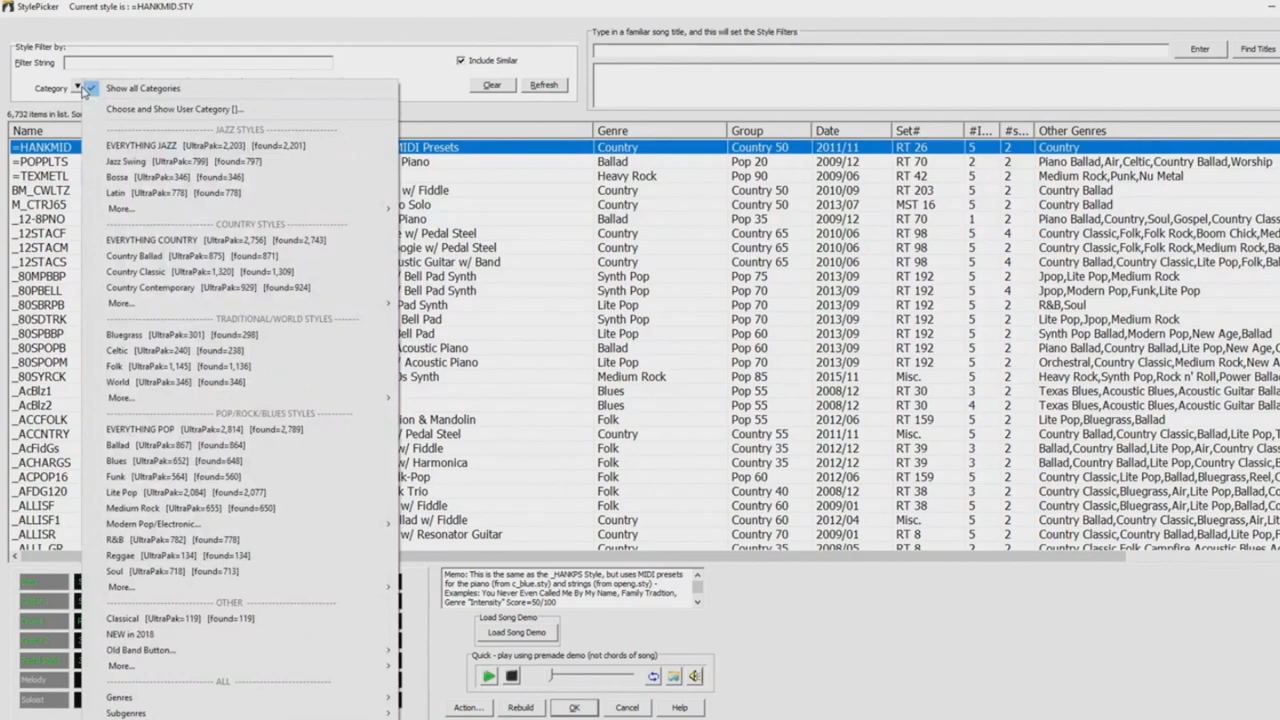 StylePicker Current style is : =HANKMID.STY
Style Filter by:
Filter String
Include Similar
Category
Clear
Refresh
Type in a familiar song title, and this will set the Style Filters
Enter
Find Titles
6,732 items in list.
Show all Categories
Choose and Show User Category []...
JAZZ STYLES
EVERYTHING JAZZ [UltraPak=2,203] [found=2,201]
Jazz Swing [UltraPak=799] [found=797]
Bossa [UltraPak=346] [found=346]
Latin [UltraPak=778] [found=778]
More...
COUNTRY STYLES
EVERYTHING COUNTRY [UltraPak=2,756] [found=2,743]
Country Ballad [UltraPak=875] [found=871]
Country Classic [UltraPak=1,320] [found=1,309]
Country Contemporary [UltraPak=929] [found=924]
More...
TRADITIONAL/WORLD STYLES
Bluegrass [UltraPak=301] [found=298]
Celtic [UltraPak=240] [found=238]
Folk [UltraPak=1,145] [found=1,136]
World [UltraPak=346] [found=346]
More...
POP/ROCK/BLUES STYLES
EVERYTHING POP [UltraPak=2,814] [found=2,789]
Ballad [UltraPak=867] [found=864]
Blues [UltraPak=652] [found=648]
Funk [UltraPak=564] [found=560]
Lite Pop [UltraPak=2,084] [found=2,077]
Medium Rock [UltraPak=655] [found=650]
Modern Pop/Electronic...
R&B [UltraPak=782] [found=778]
Reggae [UltraPak=134] [found=134]
Soul [UltraPak=718] [found=713]
More...
OTHER
Classical [UltraPak=119] [found=119]
NEW in 2018
Old Band Button...
More...
ALL
Genres
Subgenres
Name Genre Group Date Set# #I... #s... Other Genres
=HANKMID MIDI Presets Country Country 50 2011/11 RT 26 5 2 Country
=POPPLTS Piano Ballad Pop 20 2009/06 RT 70 5 2 Piano Ballad,Air,Celtic,Country Ballad,Worship
=TEXMETL Heavy Rock Pop 90 2009/06 RT 42 5 2 Medium Rock,Punk,Nu Metal
BM_CWLTZ w/ Fiddle Country Country 50 2010/09 RT 203 5 2 Country Ballad
M_CTRJ65 Solo Country Country 50 2013/07 MST 16 5 2 Country Ballad
_12-8PNO Piano Ballad Pop 35 2009/12 RT 70 1 2 Piano Ballad,Country,Soul,Gospel,Country C
_12STACF w/ Pedal Steel Country Country 65 2010/06 RT 98 5 4 Country Classic,Folk,Folk Rock,Boom Chick,Mod
_12STACM w/ Pedal Steel Country Country 65 2010/06 RT 98 5 2 Country Classic,Folk,Folk Rock,Medium Rock,B
_12STACS Guitar w/ Band Country Country 65 2010/06 RT 98 5 4 Country Classic,Country Ballad,Lite Pop,Folk,Ba
_80MPBBP Bell Pad Synth Synth Pop Pop 75 2013/09 RT 192 5 2 Jpop,Lite Pop,Medium Rock
_80PBELL w/ Bell Pad Synth Synth Pop Pop 70 2013/09 RT 192 5 4 Jpop,Modern Pop,Funk,Lite Pop
_80SBRPB Bell Pad Synth Lite Pop Pop 70 2013/09 RT 192 5 2 R&B,Soul
_80SDTRK Bell Pad Synth Pop Pop 70 2013/09 RT 192 5 2 Lite Pop,Jpop,Medium Rock
_80SPBBP Bell Pad Lite Pop Pop 60 2013/09 RT 192 5 2 Synth Pop Ballad,Modern Pop,New Age,Ballad
_80SPOPB Acoustic Piano Ballad Pop 60 2013/09 RT 192 5 2 Piano Ballad,Country Ballad,Lite Pop,New Age,C
_80SPOPM / Acoustic Piano Lite Pop Pop 60 2013/09 RT 192 5 2 Orchestral,Country Classic,Medium Rock
_80SYRCK Synth Medium Rock Pop 85 2015/11 Misc. 5 2 Heavy Rock,Synth Pop,Rock n' Roll,Power Ballad
_AcBlz1 Blues Pop 55 2008/12 RT 30 5 2 Texas Blues,Acoustic Blues,Acoustic Guitar Ball
_AcBlz2 Blues Pop 55 2008/12 RT 30 4 2 Texas Blues,Acoustic Blues,Acoustic Guitar Ball
_ACCFOLK & Mandolin Folk Pop 55 2012/06 RT 159 5 2 Lite Pop,Bluegrass,Ballad
_ACCNTRY Pedal Steel Country Country 55 2011/11 Misc. 5 2 Country Ballad,Country Classic,Ballad,Lite Pop,T
_AcFidGs w/ Fiddle Folk Country 35 2009/12 RT 39 3 2 Ballad,Country Ballad,Lite Pop,Air,Celtic,Country
_ACHARGS w/ Harmonica Folk Country 35 2009/12 RT 39 3 2 Ballad,Country Ballad,Lite Pop,Country Classic,F
_ACPOP16 Folk Pop 60 2012/06 RT 159 5 2 Country Classic,Country Ballad,Bluegrass,Reel,C
_AFDG120 Trio Folk Country 40 2008/12 RT 38 3 2 Country Classic,Bluegrass,Air,Lite Pop,Country F
_ALLISF w/ Fiddle Folk Country 60 2009/01 RT 38 3 2 Country Classic,Bluegrass,Air,Lite Pop,Country F
_ALLISF1 w/ Fiddle Country Country 60 2012/04 Misc. 5 2 Country Ballad,Country Classic,Ballad,Lite Pop,B
_ALLISR w/ Resonator Guitar Country Country 70 2009/01 RT 8 5 2 Country Ballad,Country Classic,Ballad,Lite Pop,B
Melody
Soloist
Memo: This is the same as the _HANKPS Style, but uses MIDI presets
for the piano (from c_blue.sty) and strings (from openg.sty) -
Examples: You Never Even Called Me By My Name, Family Tradtion,
Genre "Intensity" Score=50/100
Load Song Demo
Load Song Demo
Quick - play using premade demo (not chords of song)
Action...
Rebuild
OK
Cancel
Help